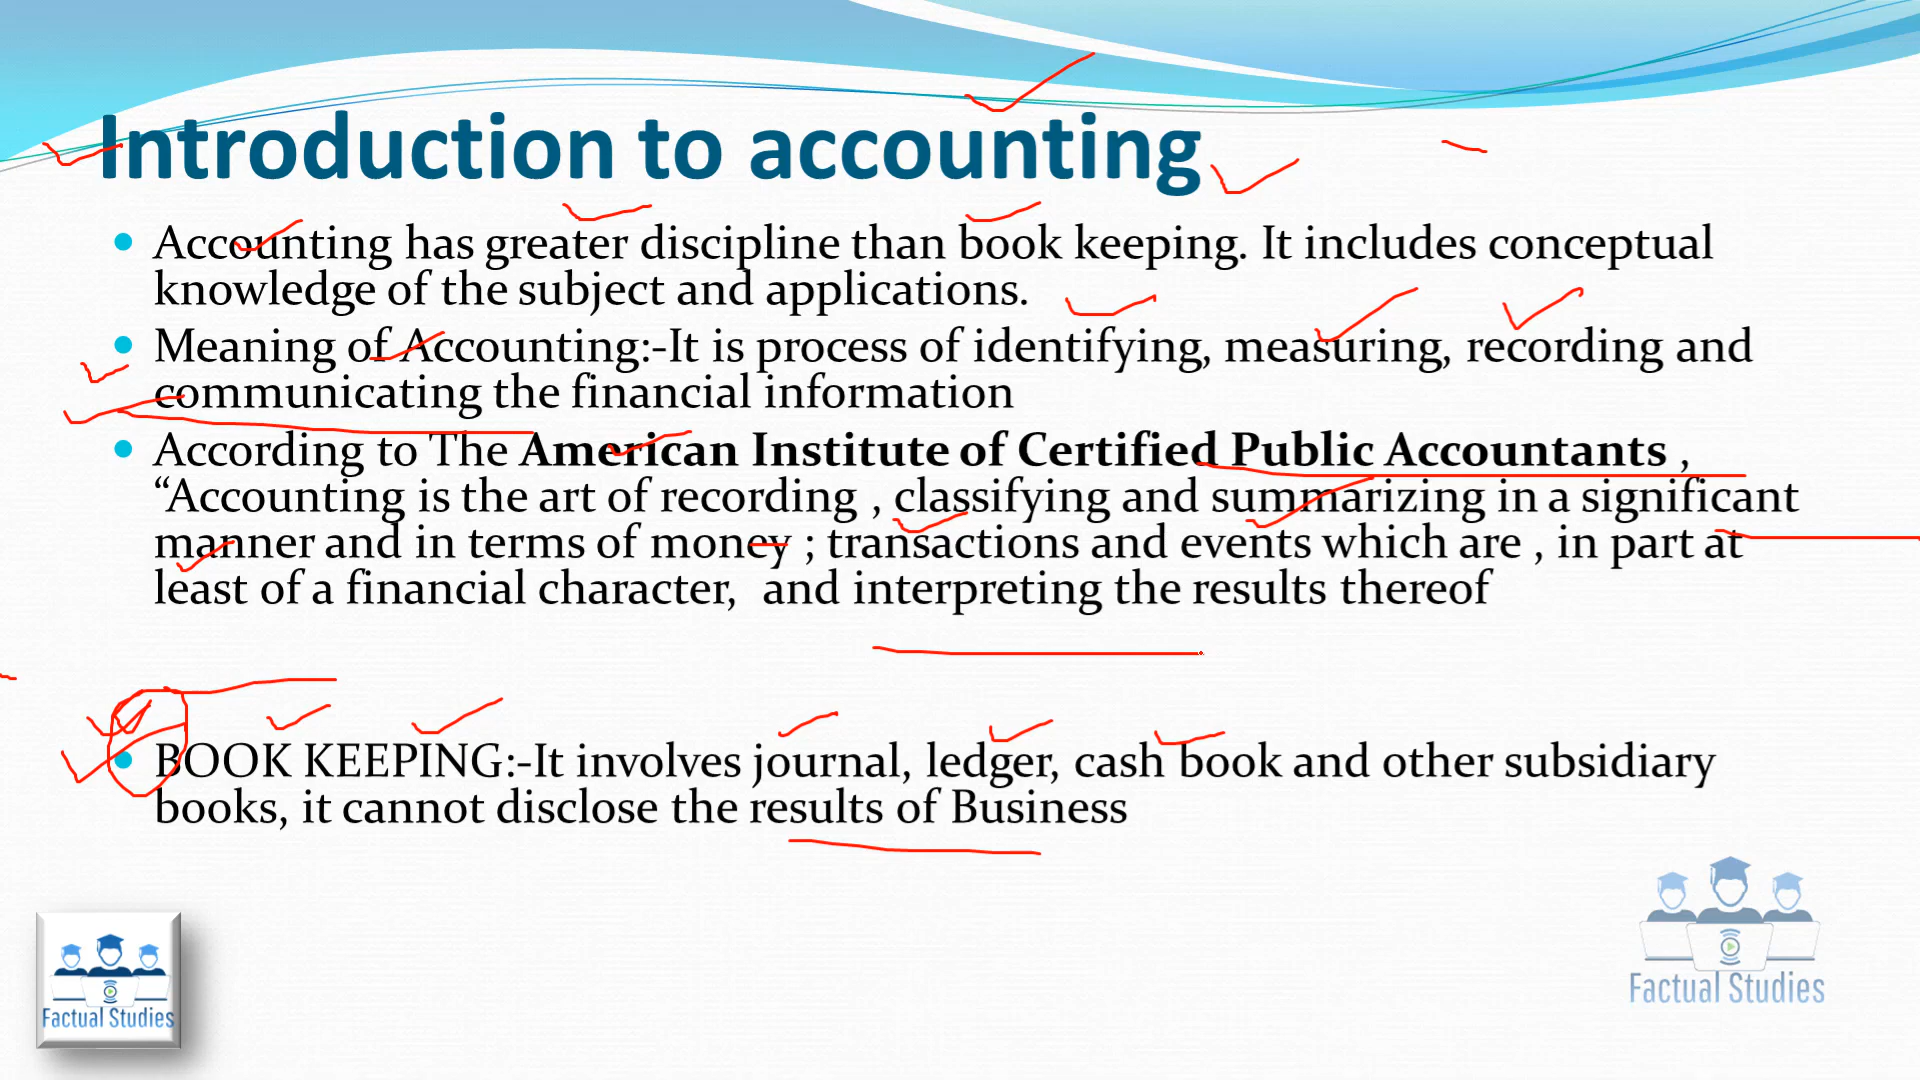 Introduction to accounting
Accounting has greater discipline than book keeping. It includes conceptual
knowledge of the subject and applications.
Meaning of Accounting:-It is process of identifying, measuring, recording and
communicating the financial information
According to The American Institute of Certified Public Accountants ,
“Accounting is the art of recording , classifying and summarizing in a significant
manner and in terms of money ; transactions and events which are , in part at
least of a financial character,  and interpreting the results thereof
BOOK KEEPING:-It involves journal, ledger, cash book and other subsidiary
books, it cannot disclose the results of Business
Factual Studies
Factual Studies